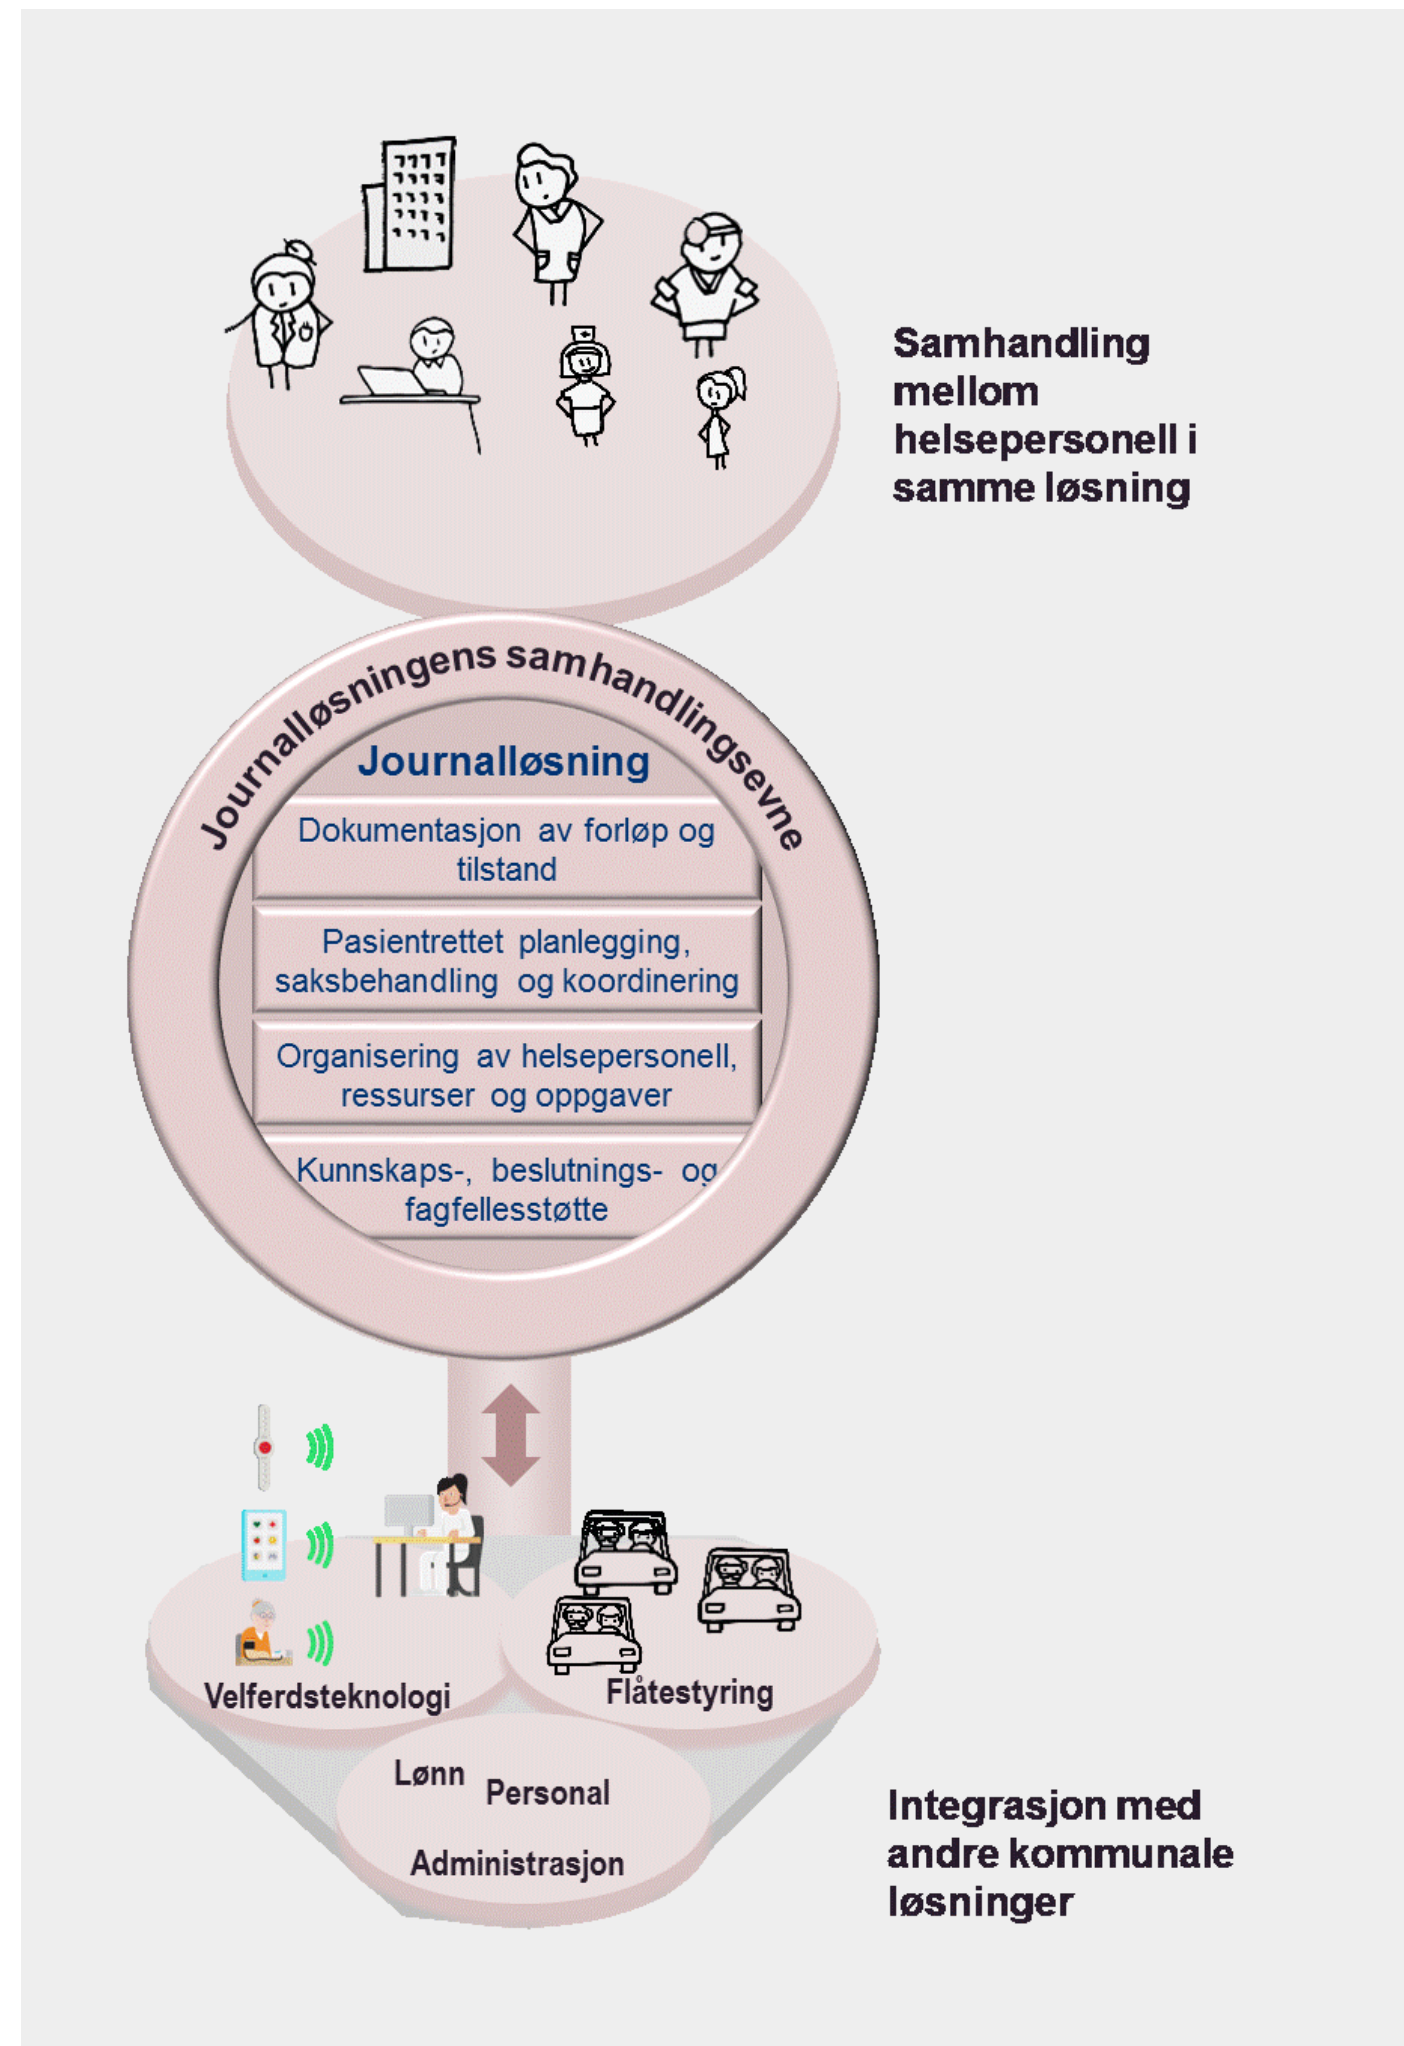 Samhandling
mellom
helsepersonell i
samme løsning
Journalløsningens samhandlingsevne
Journalløsning
Dokumentasjon av forløp og
tilstand
Pasientrettet planlegging,
saksbehandling og koordinering
Organisering av helsepersonell,
ressurser og oppgaver
Kunnskaps-, beslutnings- og
fagfellesstøtte
Velferdsteknologi
Flåtestyring
Lønn
Personal
Administrasjon
Integrasjon med
andre kommunale
løsninger